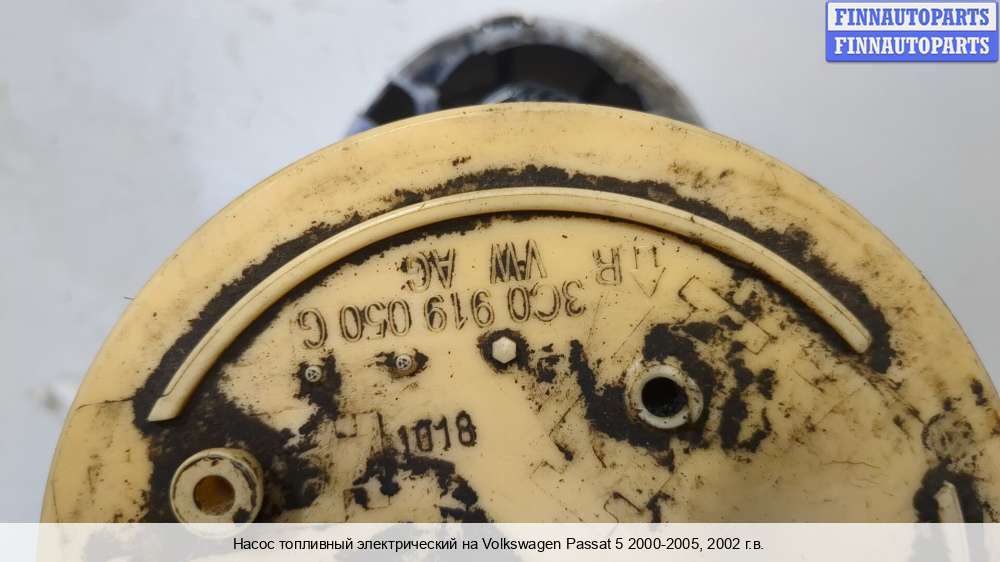 FINNAUTOPARTS
FINNAUTOPARTS
VW AG
3C0 919 050 G
1018
Насос топливный электрический на Volkswagen Passat 5 2000-2005, 2002 г.в.